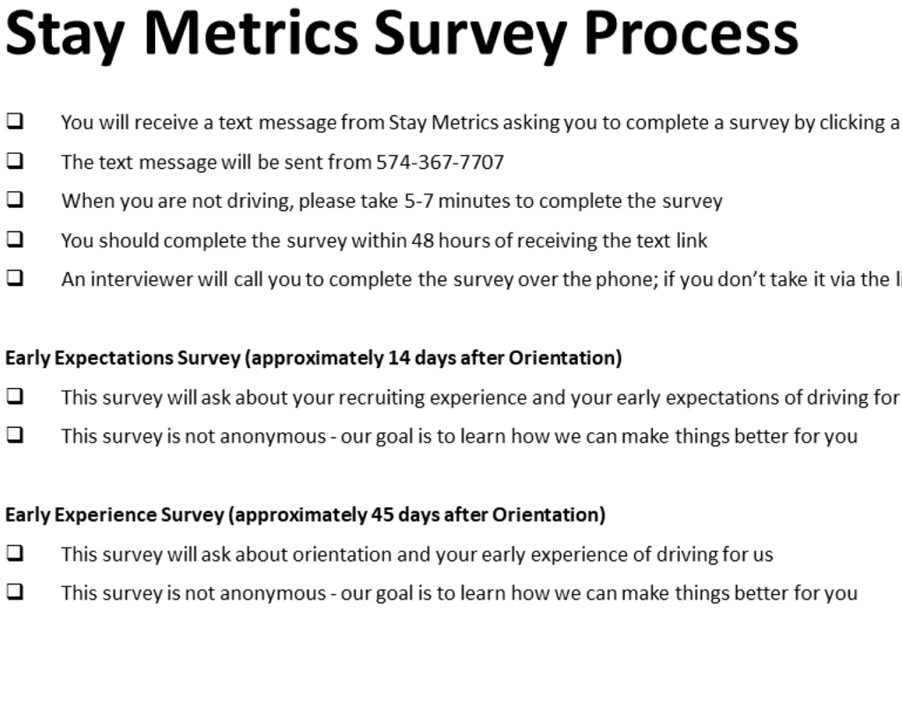 Stay Metrics Survey Process
You will receive a text message from Stay Metrics asking you to complete a survey by clicking a
The text message will be sent from 574-367-7707
When you are not driving, please take 5-7 minutes to complete the survey
You should complete the survey within 48 hours of receiving the text link
An interviewer will call you to complete the survey over the phone; if you don’t take it via the
Early Expectations Survey (approximately 14 days after Orientation)
This survey will ask about your recruiting experience and your early expectations of driving for
This survey is not anonymous - our goal is to learn how we can make things better for you
Early Experience Survey (approximately 45 days after Orientation)
This survey will ask about orientation and your early experience of driving for us
This survey is not anonymous - our goal is to learn how we can make things better for you